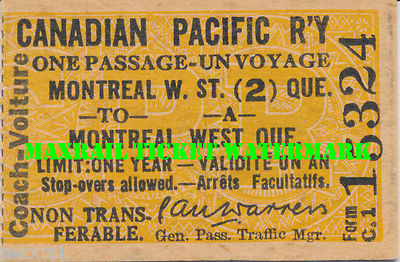 CANADIAN PACIFIC R'Y
ONE PASSAGE-UN VOYAGE
MONTREAL W. ST. (2) QUE.
—TO— —A—
MONTREAL WEST QUE.
MAXRAIL TICKET WATERMARK
LIMIT:ONE YEAR — VALIDITE UN AN
Stop-overs allowed.—Arrêts Facultatifs.
NON TRANS-
FERABLE.
Gen. Pass. Traffic Mgr.
Coach-Voiture
Form
C.1
16324